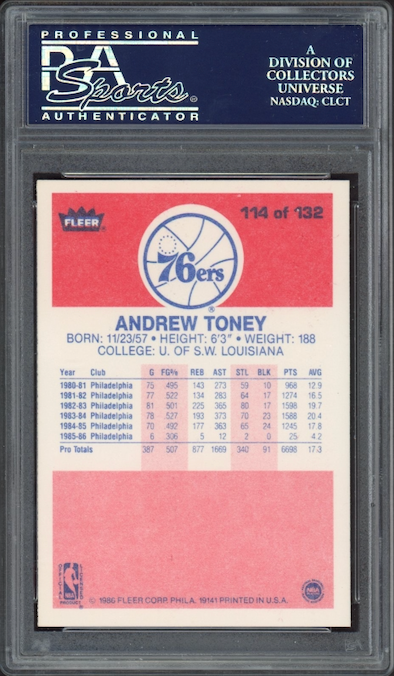 PROFESSIONAL
PSA
Sports
AUTHENTICATOR
A
DIVISION OF
COLLECTORS
UNIVERSE
NASDAQ: CLCT
FLEER
114 of 132
76ers
ANDREW TONEY
BORN: 11/23/57 • HEIGHT: 6'3" • WEIGHT: 188
COLLEGE: U. OF S.W. LOUISIANA
Year Club G FG% REB AST STL BLK PTS AVG
1980-81 Philadelphia 75 495 143 273 59 10 968 12.9
1981-82 Philadelphia 77 522 134 283 64 17 1274 16.5
1982-83 Philadelphia 81 501 225 365 80 17 1598 19.7
1983-84 Philadelphia 78 527 193 373 70 23 1588 20.4
1984-85 Philadelphia 70 492 177 363 65 24 1245 17.8
1985-86 Philadelphia 6 306 5 12 2 0 25 4.2
Pro Totals 387 507 877 1669 340 91 6698 17.3
© 1986 FLEER CORP. PHILA. 19141 PRINTED IN U.S.A.
NBA